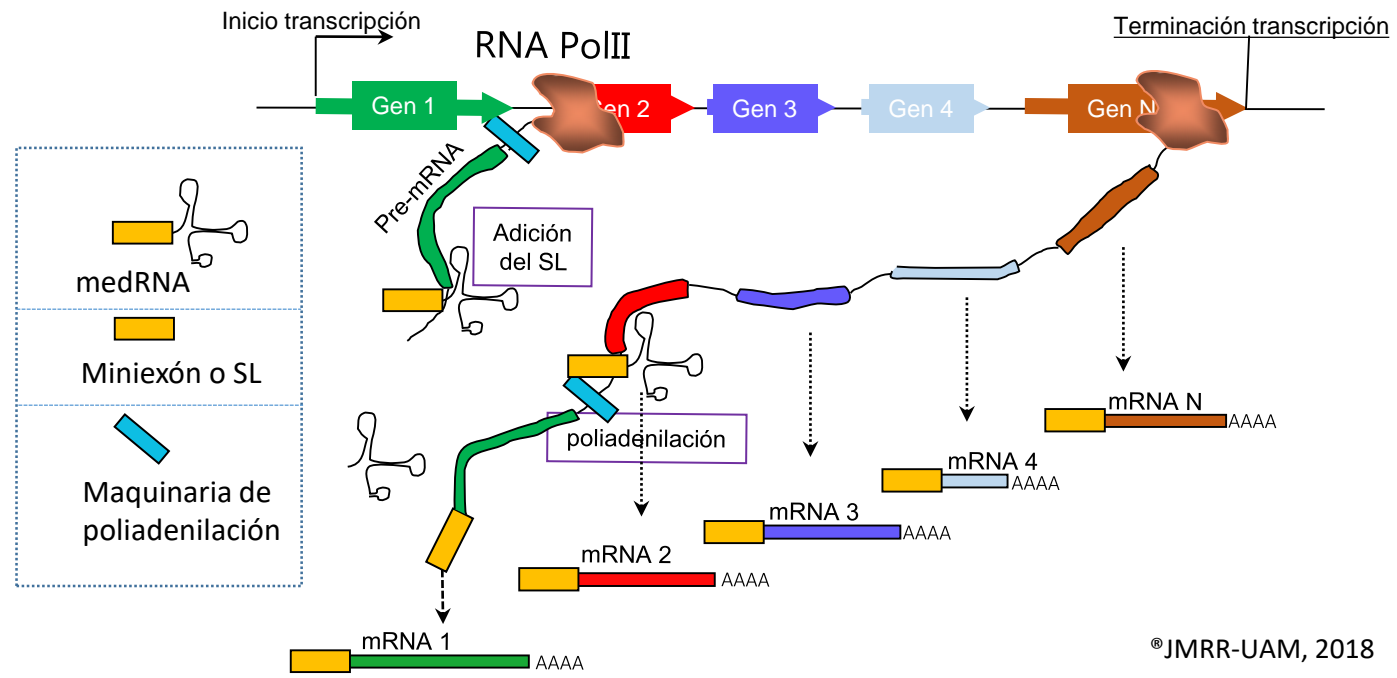 Inicio transcripción
Terminación transcripción
RNA PolII
Gen 1
Gen 2
Gen 3
Gen 4
Gen N
Pre-mRNA
Adición
del SL
medRNA
Miniexón o SL
Maquinaria de
poliadenilación
poliadenilación
mRNA N
AAAA
mRNA 4
AAAA
mRNA 3
AAAA
mRNA 2
AAAA
mRNA 1
AAAA
®JMRR-UAM, 2018